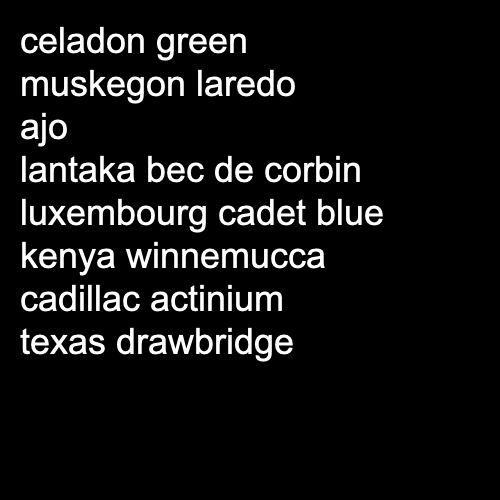 celadon green
muskegon laredo
ajo
lantaka bec de corbin
luxembourg cadet blue
kenya winnemucca
cadillac actinium
texas drawbridge